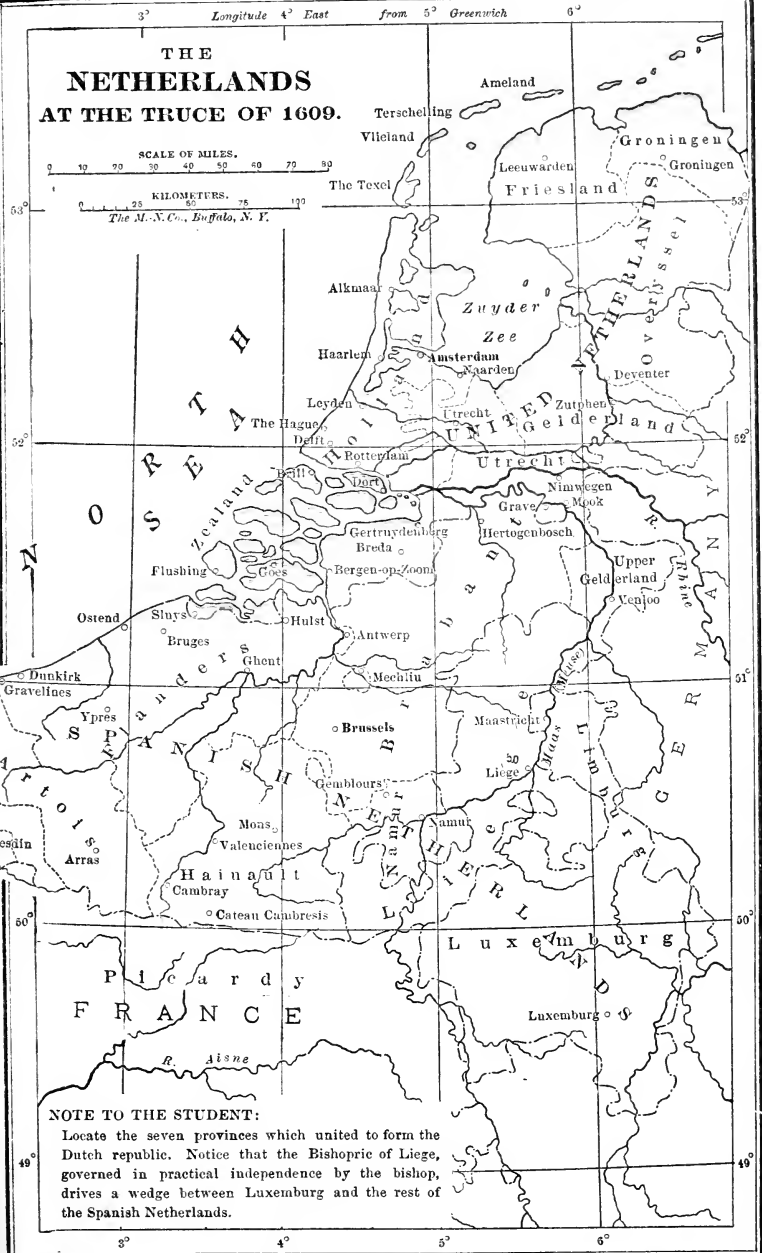 3° Longitude 4° East from 5° Greenwich 6°
THE
NETHERLANDS
AT THE TRUCE OF 1609.
SCALE OF MILES.
0 10 20 30 40 50 60 70 80
KILOMETERS.
0 25 50 75 100
The M.-N. Co., Buffalo, N. Y.
Ameland
Terschelling
Vlieland
The Texel
Groningen
Groningen
Leeuwarden
Friesland
53°
53°
Alkmaar
Zuyder
Zee
Overlyssel
Haarlem
Amsterdam
Naarden
Deventer
Leyden
Utrecht
Zutphen
UNITED NETHERLANDS
The Hague
Gelderland
Delft
Holland
52°
52°
Rotterdam
Utrecht
Brill
Dort
Nimwegen
NORTH
SEA
Zealand
Grave
Mook
Gertruydenberg
Hertogenbosch
Breda
Upper
Gelderland
Flushing
Goes
Bergen-op-Zoom
R. Rhine
Venloo
Ostend
Sluys
Hulst
Bruges
Antwerp
Ghent
Dunkirk
Mechlin
51°
Gravelines
Flanders
Brabant
Maas
(Meuse)
GERMANY
Ypres
Brussels
Maastricht
Limburg
SPANISH NETHERLANDS
Liege
Artois
Gemblours
Mons
Namur
Namur
Valenciennes
esdin
Arras
Hainault
Cambray
Liege
Cateau Cambresis
50°
50°
Luxemburg
Picardy
FRANCE
Luxemburg
R. Aisne
NOTE TO THE STUDENT:
Locate the seven provinces which united to form the
Dutch republic. Notice that the Bishopric of Liege,
governed in practical independence by the bishop,
drives a wedge between Luxemburg and the rest of
the Spanish Netherlands.
49°
49°
3° 4° 5° 6°